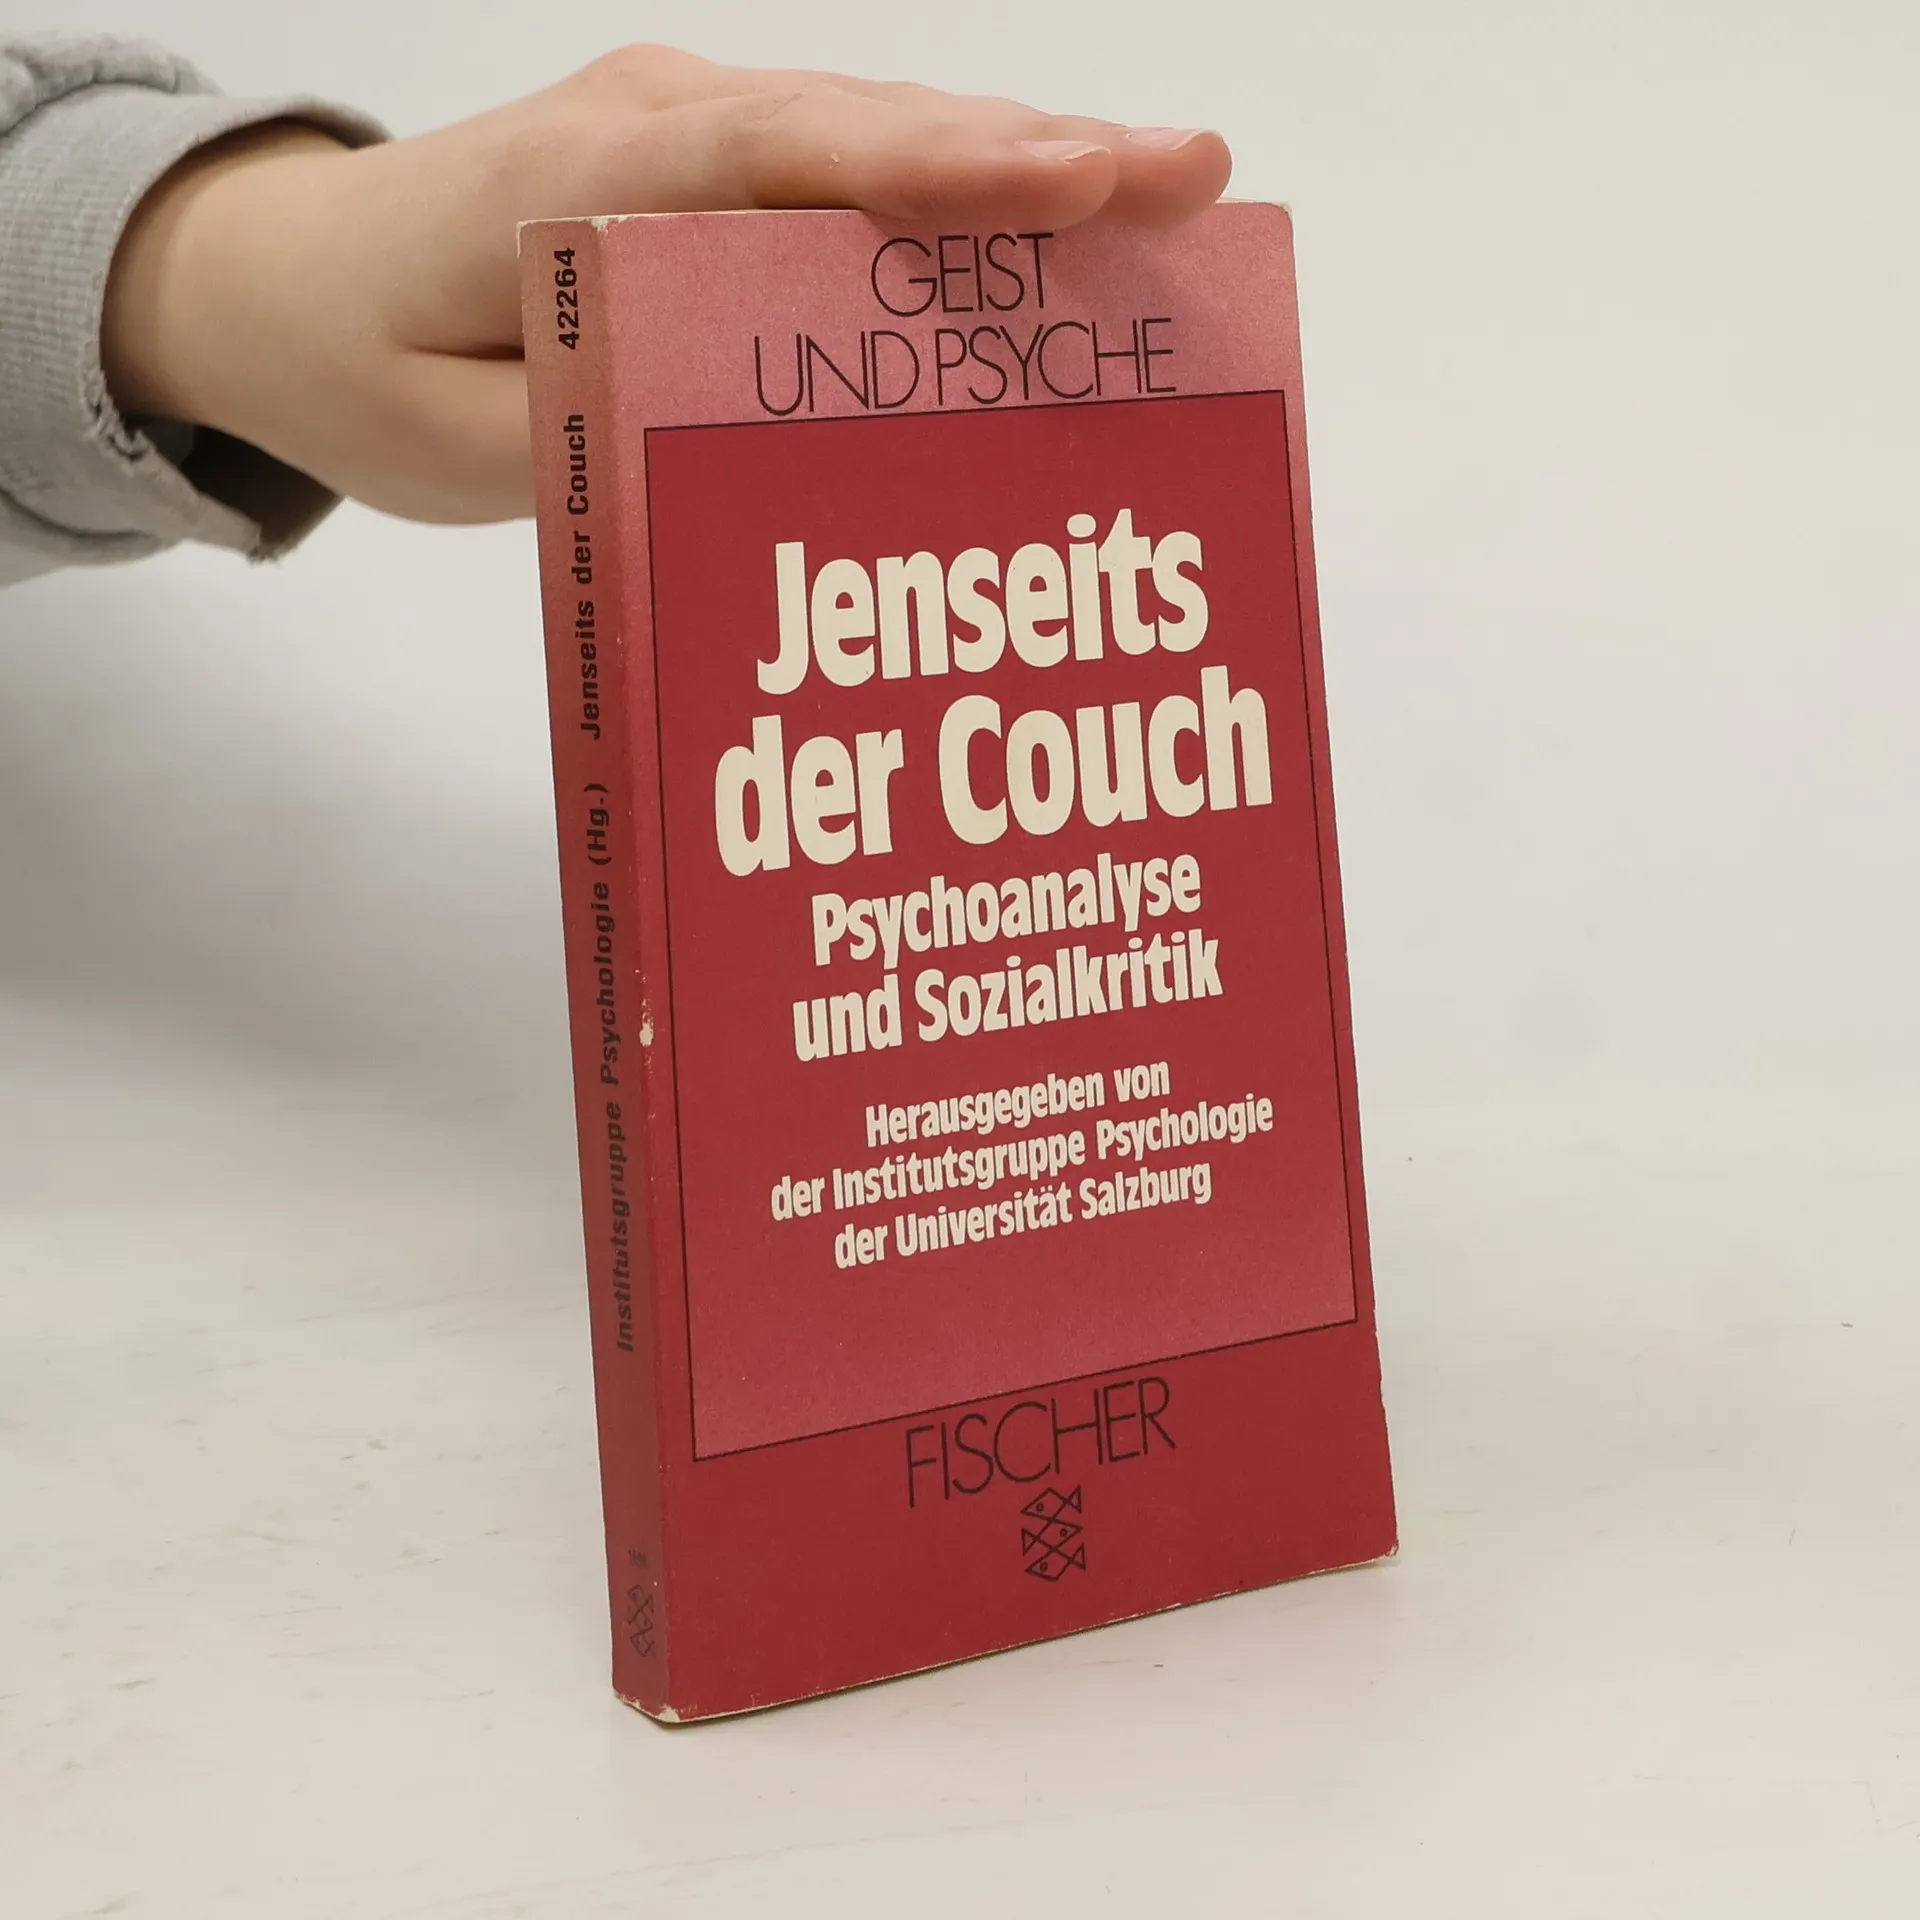 GEIST
UND PSYCHE
Jenseits
der Couch
Psychoanalyse
und Sozialkritik
Herausgegeben von
der Institutsgruppe Psychologie
der Universität Salzburg
FISCHER
Institutsgruppe Psychologie (Hg.) Jenseits der Couch 42264